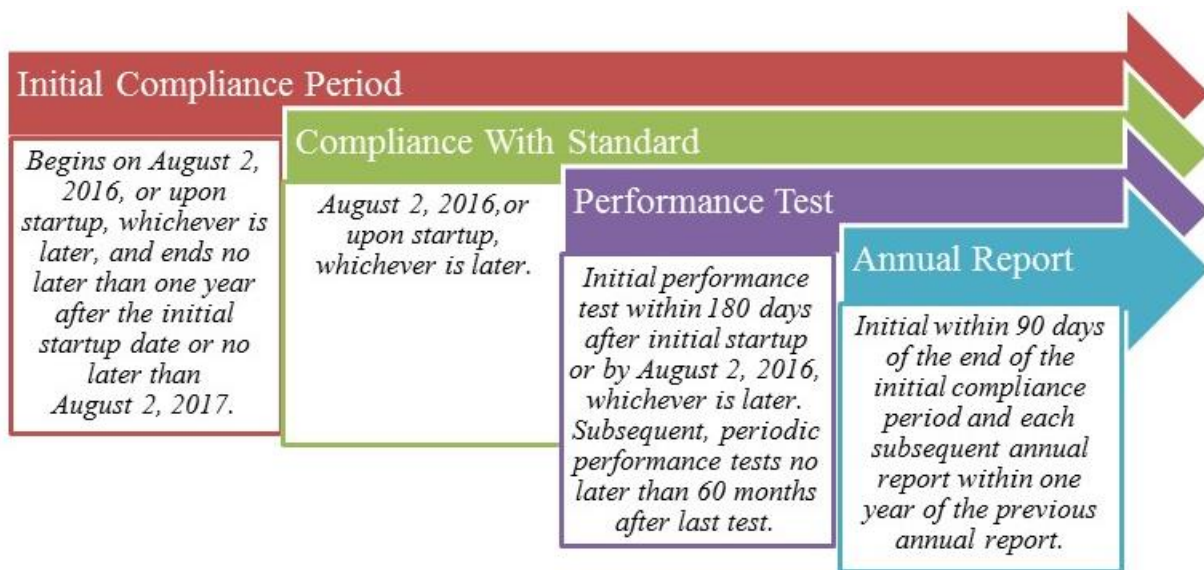 Initial Compliance Period
Begins on August 2,
2016, or upon
startup, whichever is
later, and ends no
later than one year
after the initial
startup date or no
later than
August 2, 2017.
Compliance With Standard
August 2, 2016,or
upon startup,
whichever is later.
Performance Test
Initial performance
test within 180 days
after initial startup
or by August 2, 2016,
whichever is later.
Subsequent, periodic
performance tests no
later than 60 months
after last test.
Annual Report
Initial within 90 days
of the end of the
initial compliance
period and each
subsequent annual
report within one
year of the previous
annual report.